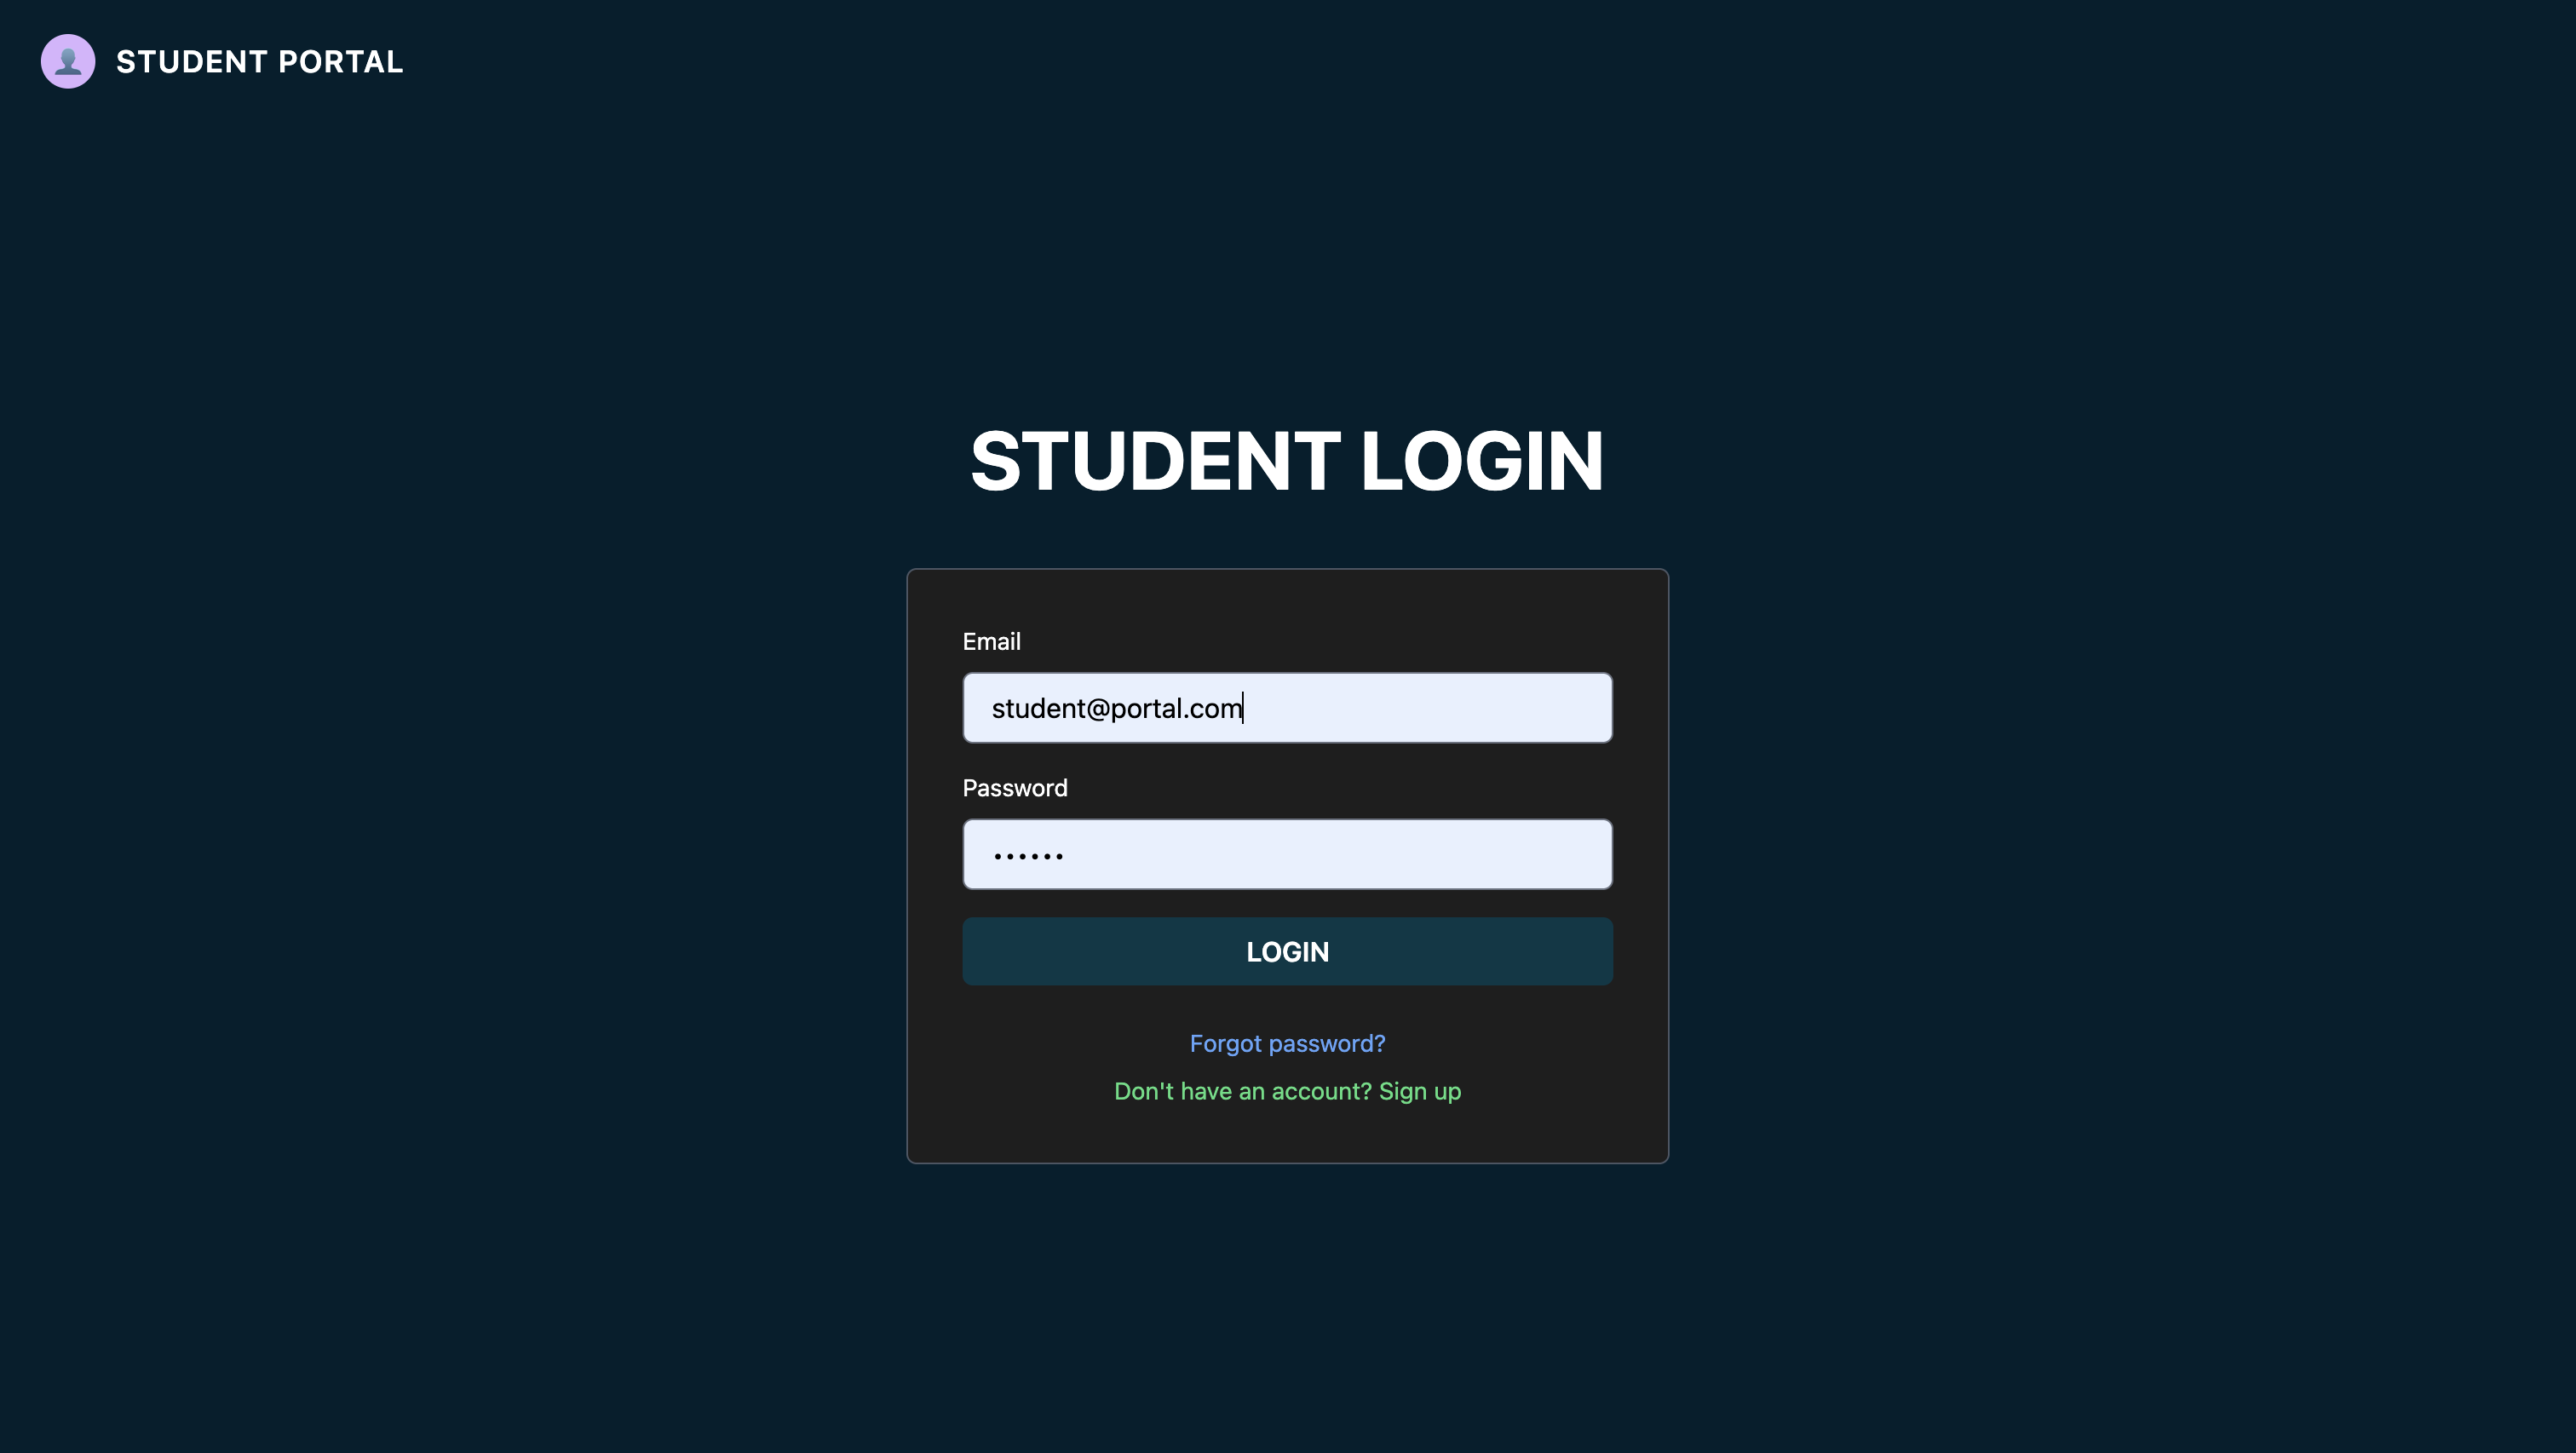 STUDENT PORTAL
STUDENT LOGIN
Email
student@portal.com
Password
••••••
LOGIN
Forgot password?
Don't have an account? Sign up